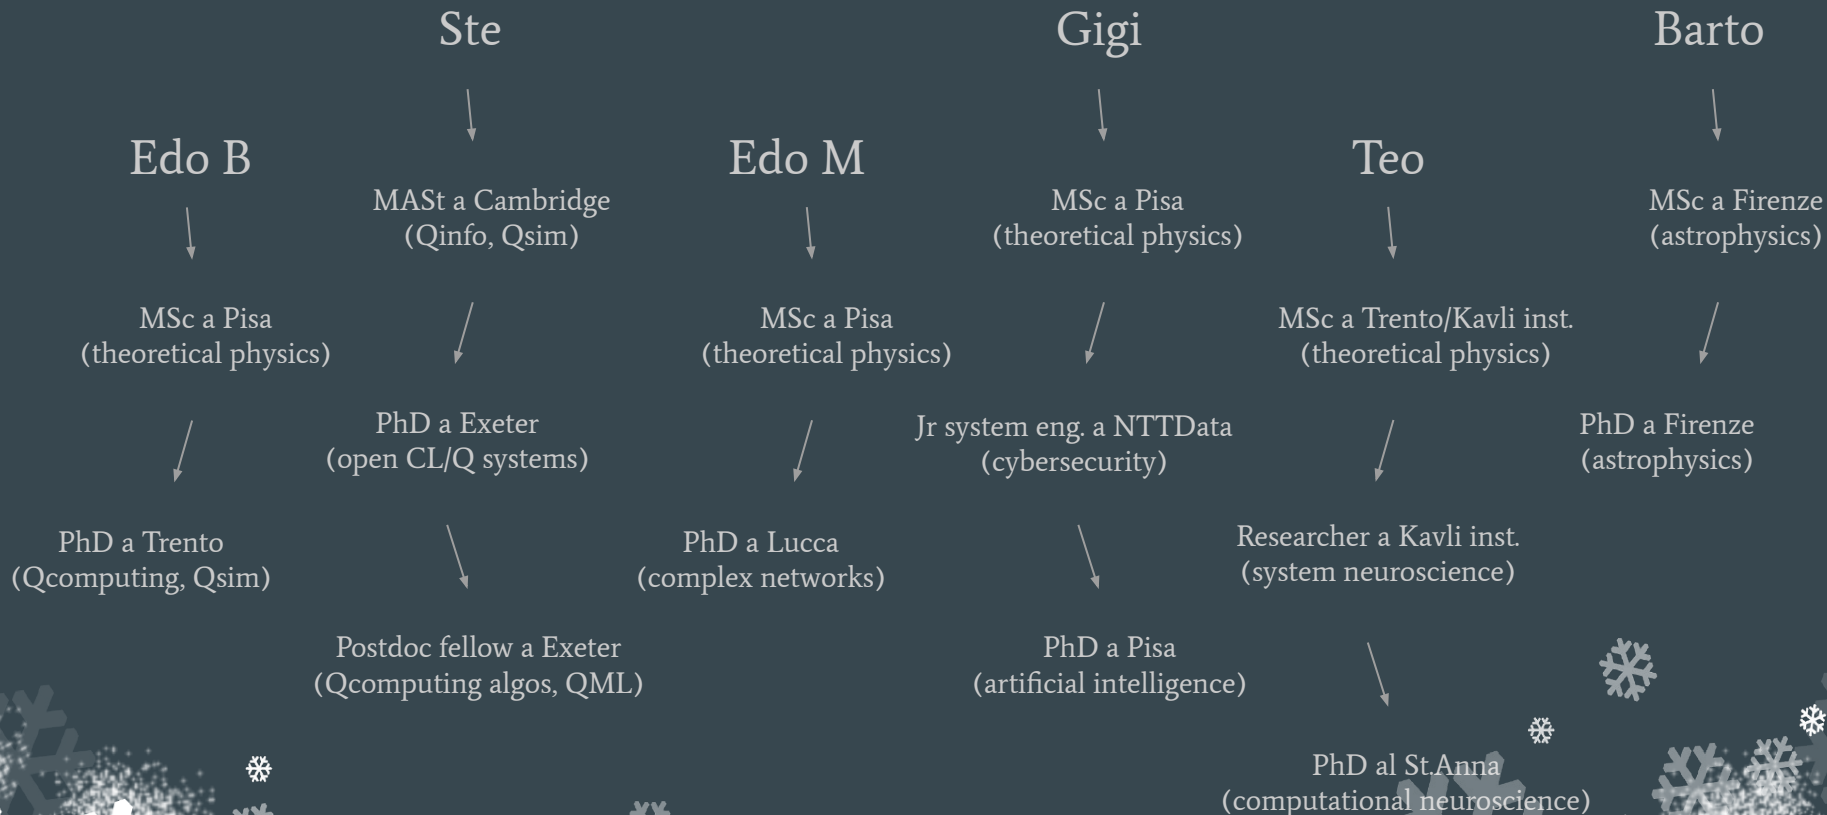 Ste
Gigi
Barto
Edo B
Edo M
Teo
MASt a Cambridge
(Qinfo, Qsim)
MSc a Pisa
(theoretical physics)
MSc a Firenze
(astrophysics)
MSc a Pisa
(theoretical physics)
MSc a Pisa
(theoretical physics)
MSc a Trento/Kavli inst.
(theoretical physics)
PhD a Exeter
(open CL/Q systems)
Jr system eng. a NTTData
(cybersecurity)
PhD a Firenze
(astrophysics)
PhD a Trento
(Qcomputing, Qsim)
PhD a Lucca
(complex networks)
Researcher a Kavli inst.
(system neuroscience)
Postdoc fellow a Exeter
(Qcomputing algos, QML)
PhD a Pisa
(artificial intelligence)
PhD al St.Anna
(computational neuroscience)